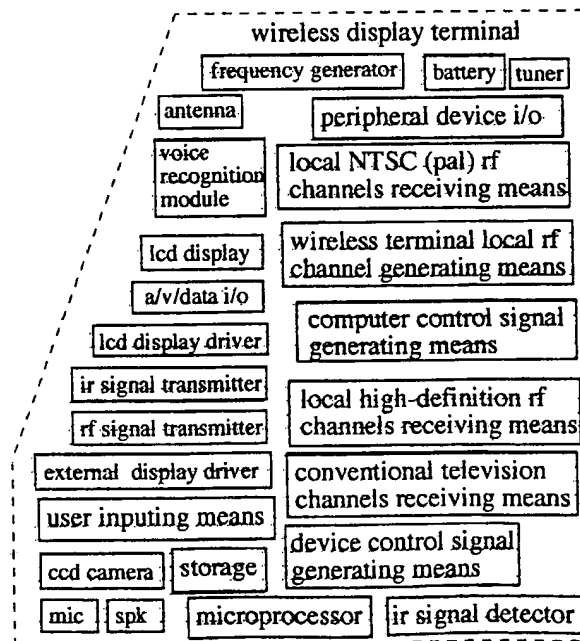 wireless display terminal
frequency generator
battery
tuner
antenna
peripheral device i/o
voice
recognition
module
local NTSC (pal) rf
channels receiving means
lcd display
wireless terminal local rf
channel generating means
a/v/data i/o
lcd display driver
computer control signal
generating means
ir signal transmitter
rf signal transmitter
local high-definition rf
channels receiving means
external display driver
conventional television
channels receiving means
user inputing means
device control signal
generating means
ccd camera
storage
mic
spk
microprocessor
ir signal detector